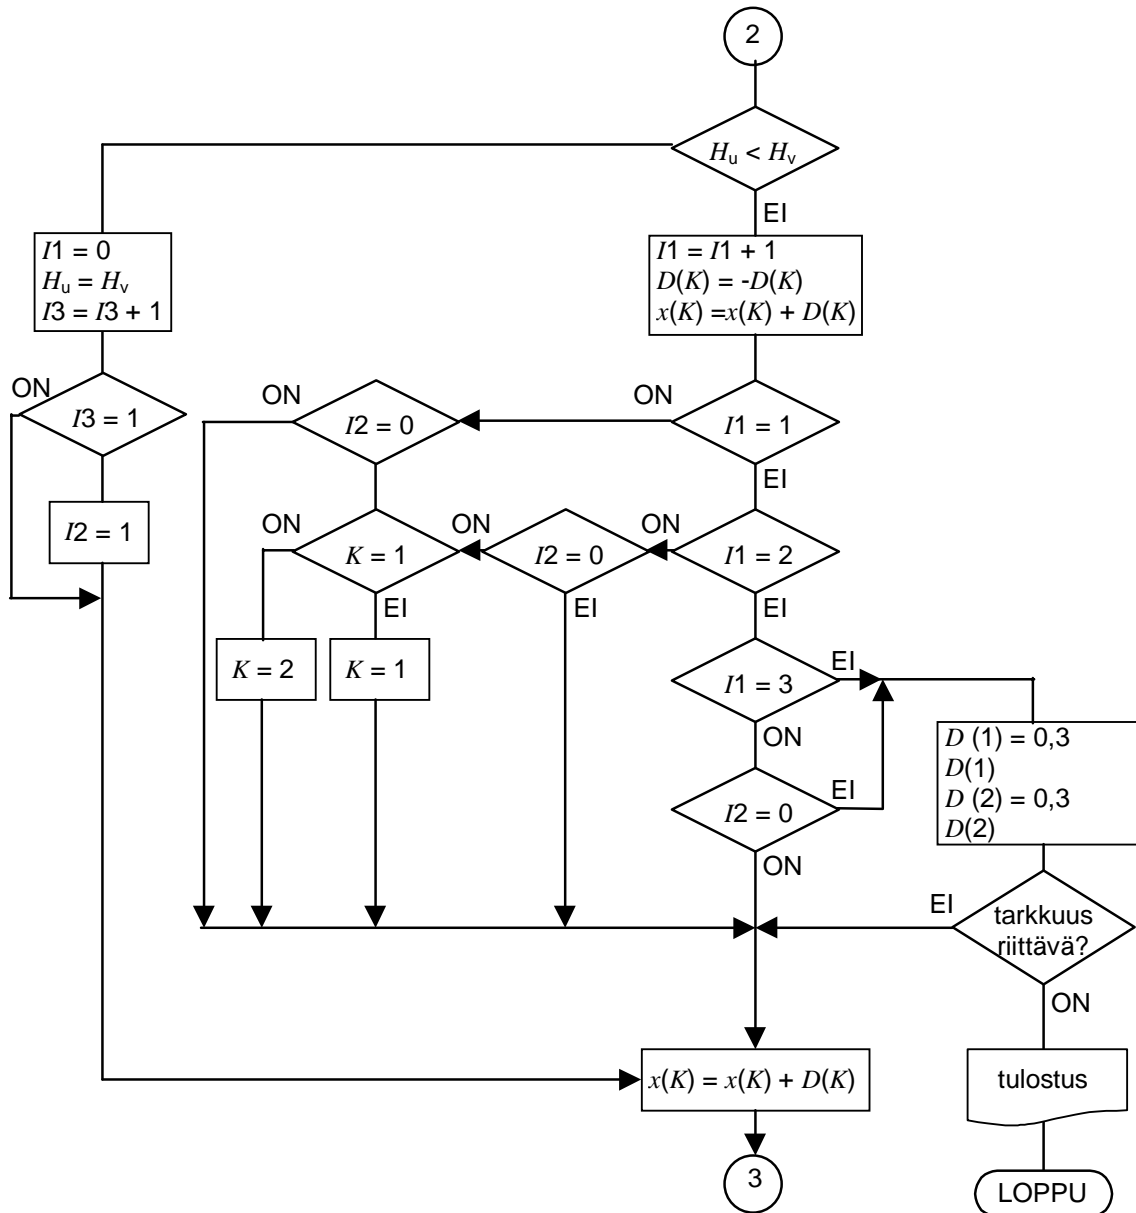 2
Hu < Hv
EI
I1 = 0
Hu = Hv
I3 = I3 + 1
I1 = I1 + 1
D(K) = -D(K)
x(K) =x(K) + D(K)
ON
I3 = 1
ON
I2 = 0
ON
I1 = 1
EI
I2 = 1
ON
K = 1
ON
I2 = 0
ON
I1 = 2
EI
EI
EI
K = 2
K = 1
I1 = 3
EI
ON
D (1) = 0,3
D(1)
D (2) = 0,3
D(2)
I2 = 0
EI
ON
EI
tarkkuus
riittävä?
ON
x(K) = x(K) + D(K)
tulostus
3
LOPPU